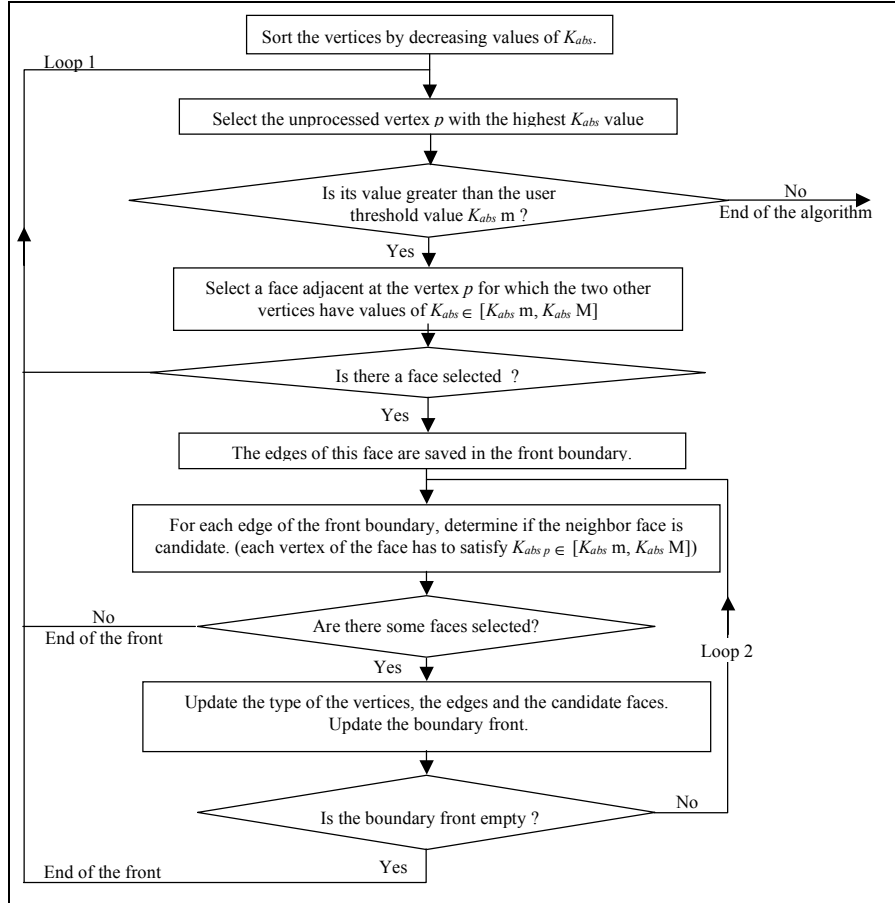 Sort the vertices by decreasing values of Kabs.
Loop 1
Select the unprocessed vertex p with the highest Kabs value
Is its value greater than the user
threshold value Kabs m ?
No
End of the algorithm
Yes
Select a face adjacent at the vertex p for which the two other
vertices have values of Kabs ∈ [Kabs m, Kabs M]
Is there a face selected ?
Yes
The edges of this face are saved in the front boundary.
For each edge of the front boundary, determine if the neighbor face is
candidate. (each vertex of the face has to satisfy Kabs p ∈ [Kabs m, Kabs M])
No
End of the front
Are there some faces selected?
Loop 2
Yes
Update the type of the vertices, the edges and the candidate faces.
Update the boundary front.
Is the boundary front empty ?
No
Yes
End of the front